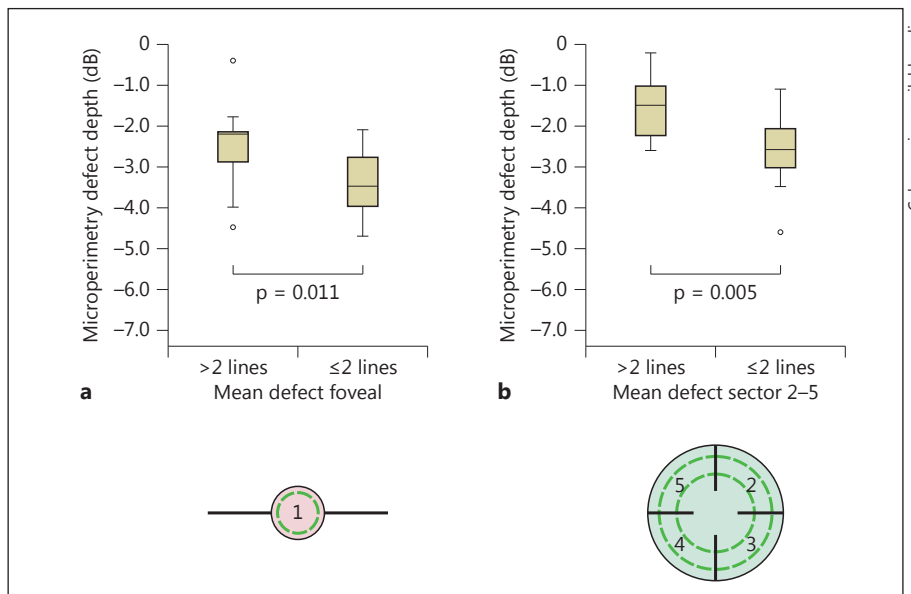 0
–1.0
–2.0
–3.0
–4.0
–5.0
–6.0
–7.0
Microperimetry defect depth (dB)
p = 0.011
>2 lines
≤2 lines
a
Mean defect foveal
0
–1.0
–2.0
–3.0
–4.0
–5.0
–6.0
–7.0
Microperimetry defect depth (dB)
p = 0.005
>2 lines
≤2 lines
b
Mean defect sector 2–5
1
5
2
4
3